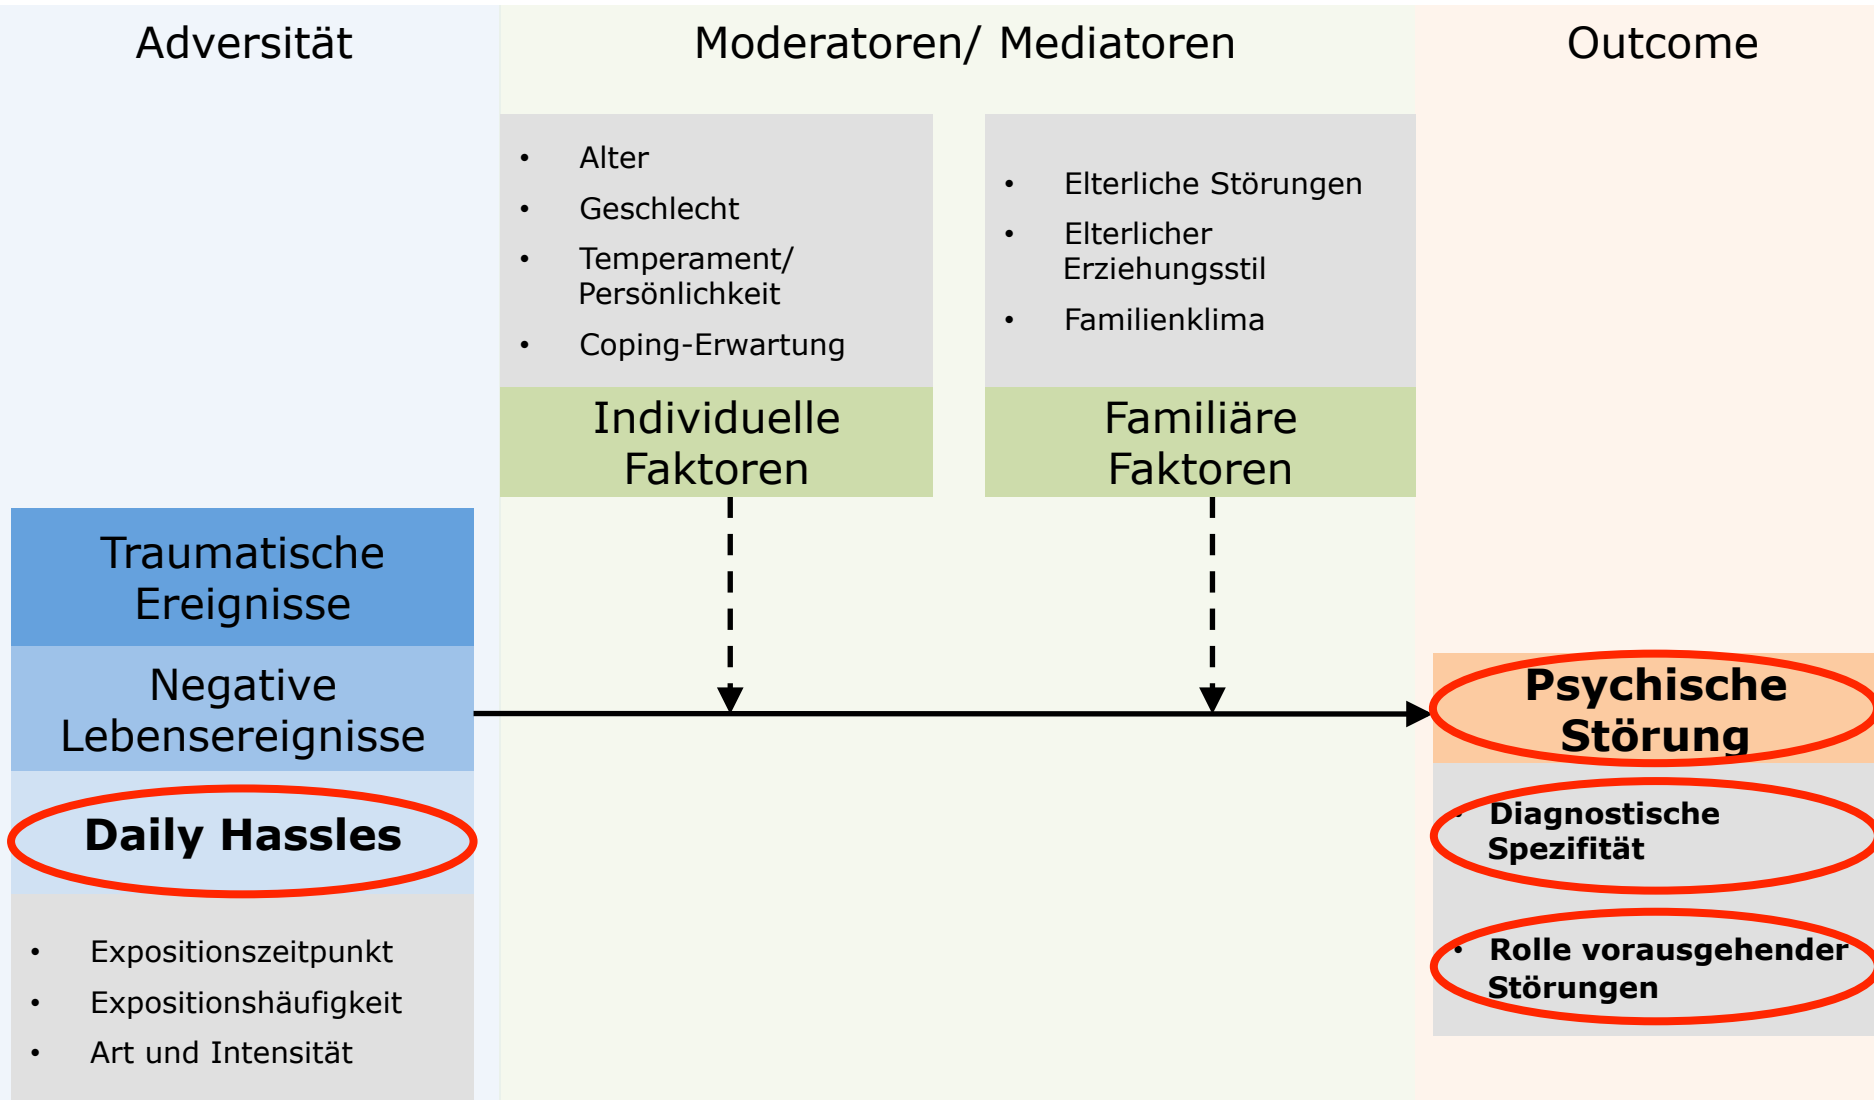 Adversität
Moderatoren/ Mediatoren
Outcome
• Alter
• Geschlecht
• Temperament/
Persönlichkeit
• Coping-Erwartung
Individuelle
Faktoren
• Elterliche Störungen
• Elterlicher
Erziehungsstil
• Familienklima
Familiäre
Faktoren
Traumatische
Ereignisse
Negative
Lebensereignisse
Daily Hassles
• Expositionszeitpunkt
• Expositionshäufigkeit
• Art und Intensität
Psychische
Störung
• Diagnostische
Spezifität
• Rolle vorausgehender
Störungen